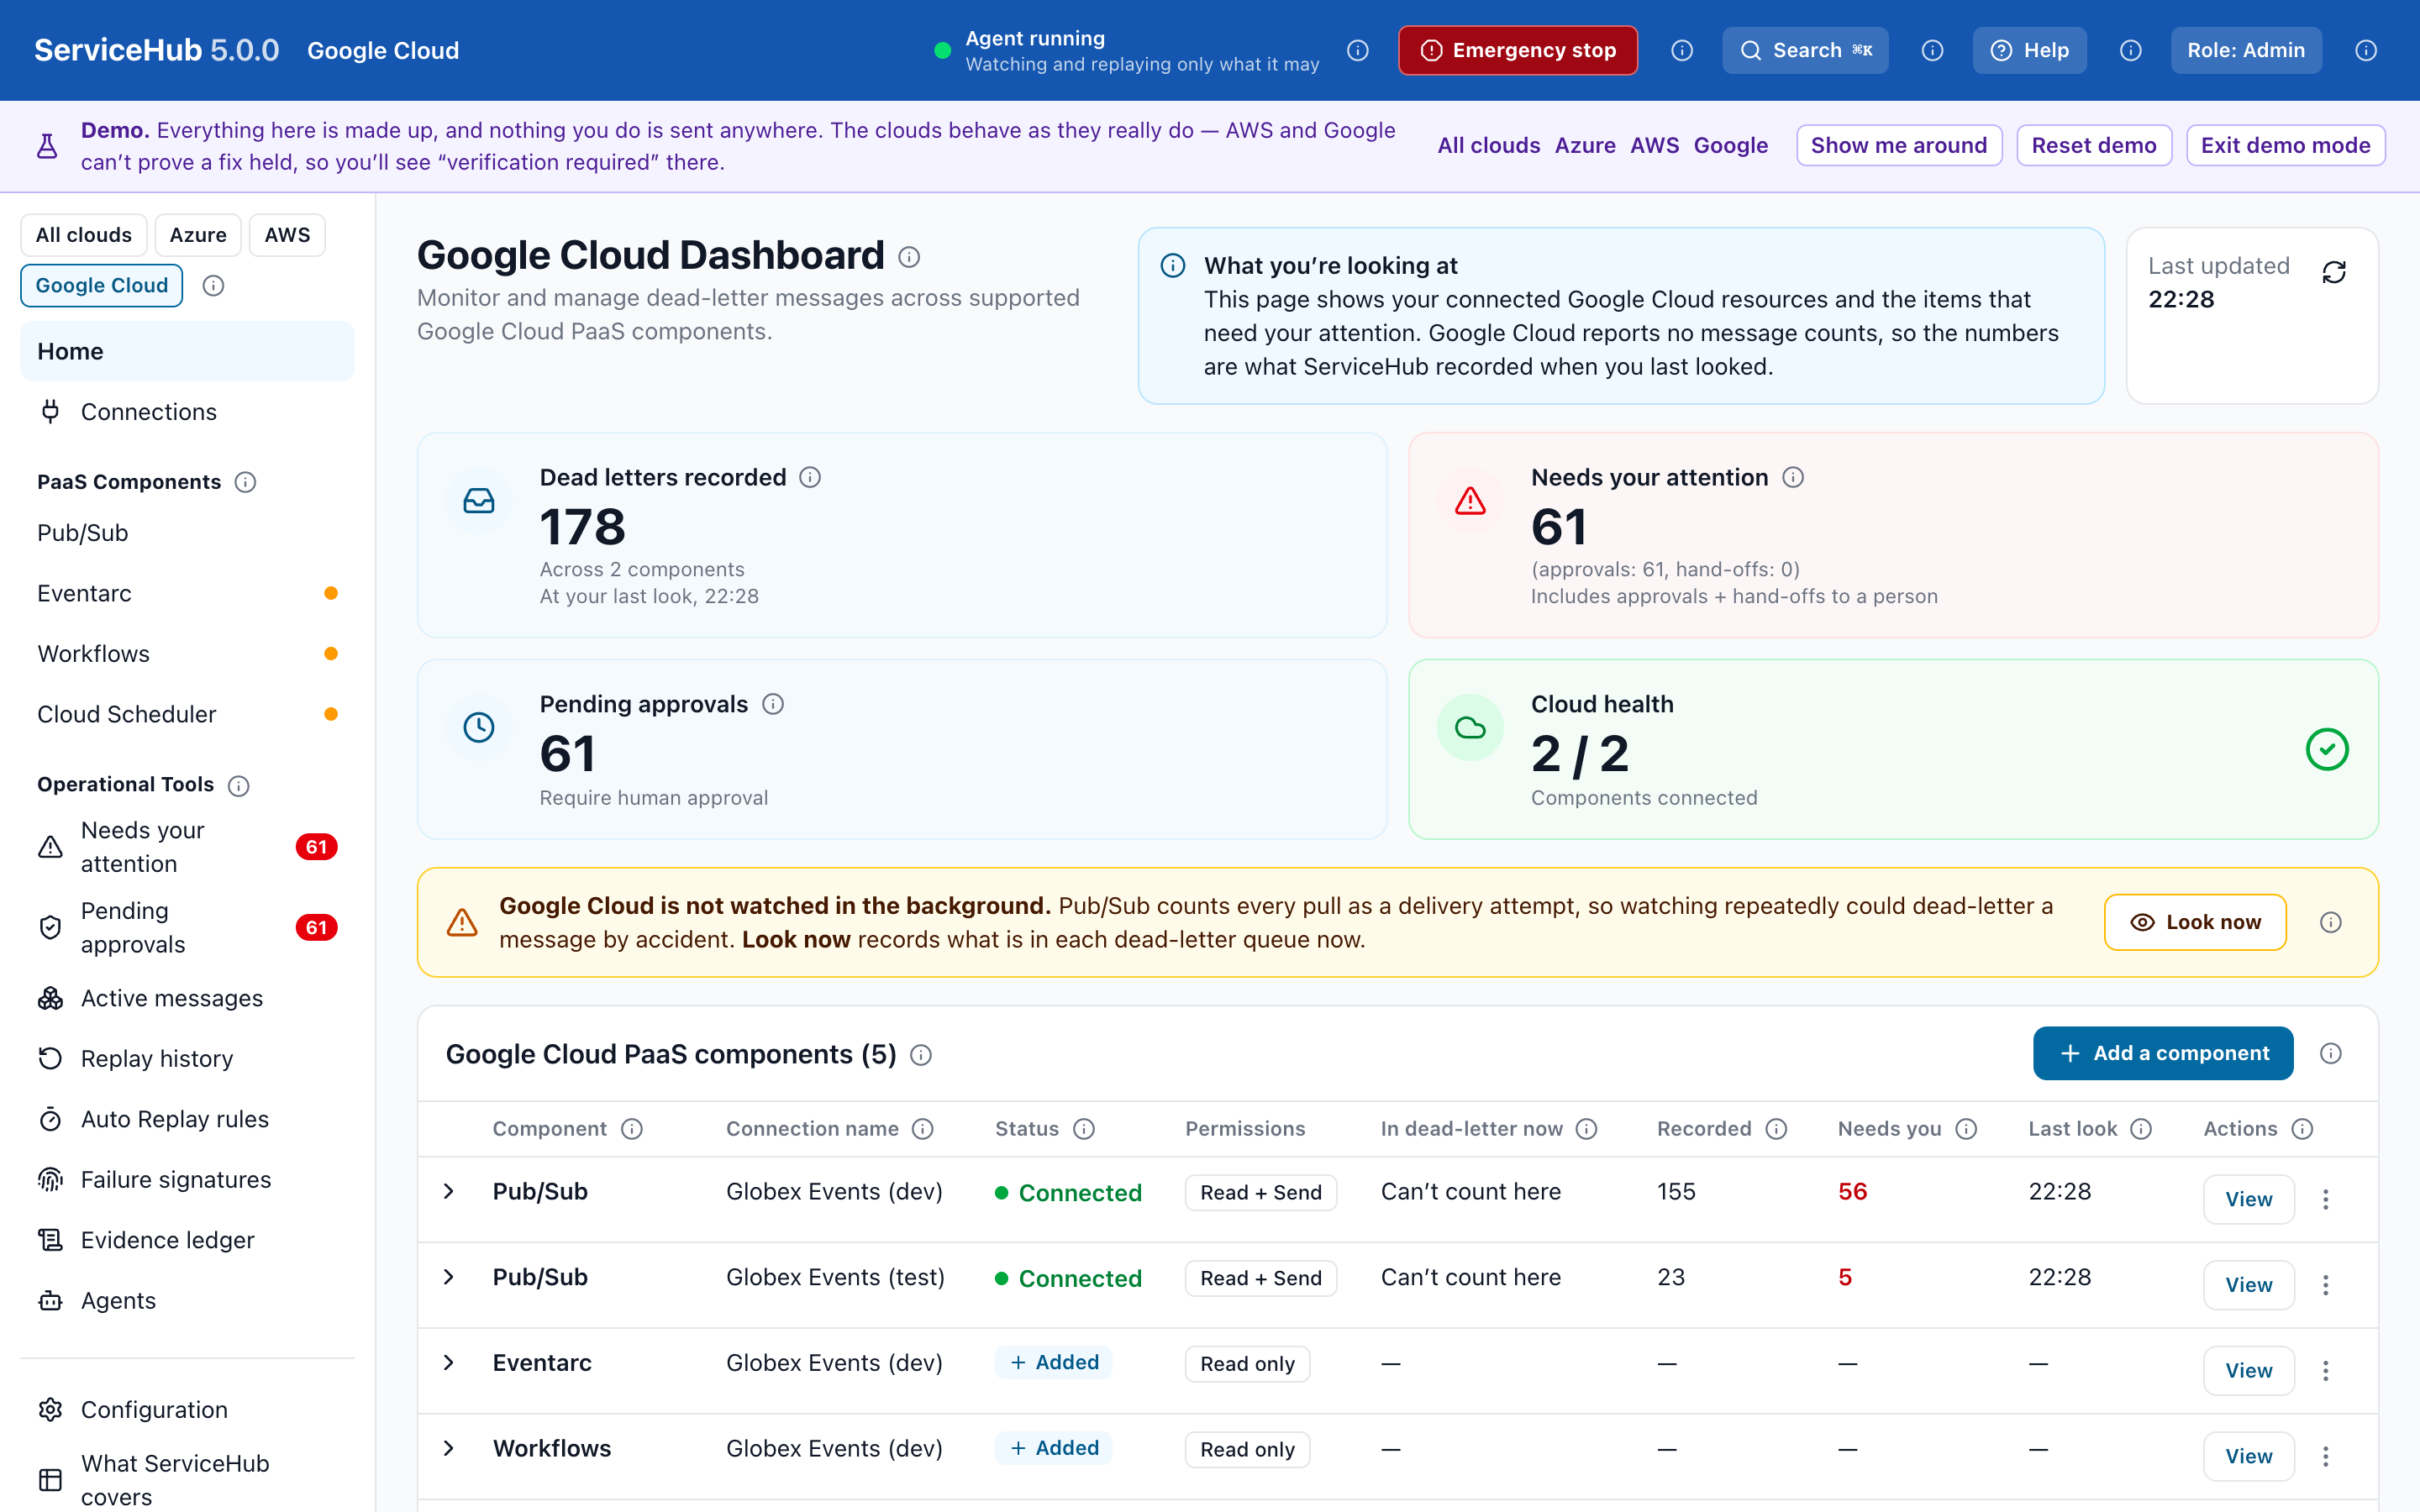 ServiceHub 5.0.0
Google Cloud
Agent running
Watching and replaying only what it may
Emergency stop
Search ⌘K
Help
Role: Admin
Demo. Everything here is made up, and nothing you do is sent anywhere. The clouds behave as they really do — AWS and Google
can’t prove a fix held, so you’ll see “verification required” there.
All clouds
Azure
AWS
Google
Show me around
Reset demo
Exit demo mode
All clouds
Azure
AWS
Google Cloud
Home
Connections
PaaS Components
Pub/Sub
Eventarc
Workflows
Cloud Scheduler
Operational Tools
Needs your
attention
61
Pending
approvals
61
Active messages
Replay history
Auto Replay rules
Failure signatures
Evidence ledger
Agents
Configuration
What ServiceHub
covers
Google Cloud Dashboard
Monitor and manage dead-letter messages across supported
Google Cloud PaaS components.
What you’re looking at
This page shows your connected Google Cloud resources and the items that
need your attention. Google Cloud reports no message counts, so the numbers
are what ServiceHub recorded when you last looked.
Last updated
22:28
Dead letters recorded
178
Across 2 components
At your last look, 22:28
Needs your attention
61
(approvals: 61, hand-offs: 0)
Includes approvals + hand-offs to a person
Pending approvals
61
Require human approval
Cloud health
2 / 2
Components connected
Google Cloud is not watched in the background. Pub/Sub counts every pull as a delivery attempt, so watching repeatedly could dead-letter a
message by accident. Look now records what is in each dead-letter queue now.
Look now
Google Cloud PaaS components (5)
Add a component
Component Connection name Status Permissions In dead-letter now Recorded Needs you Last look Actions
Pub/Sub Globex Events (dev) Connected Read + Send Can’t count here 155 56 22:28 View
Pub/Sub Globex Events (test) Connected Read + Send Can’t count here 23 5 22:28 View
Eventarc Globex Events (dev) + Added Read only — — — — View
Workflows Globex Events (dev) + Added Read only — — — — View